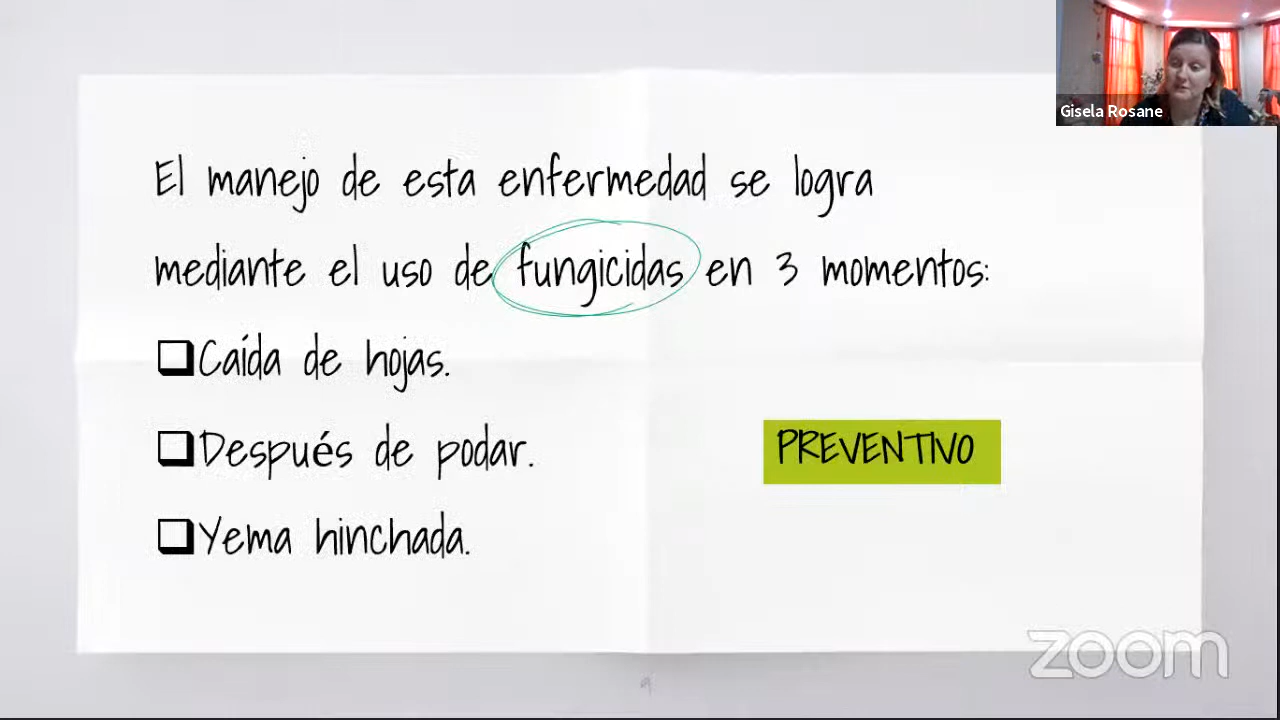 Gisela Rosane
El manejo de esta enfermedad se logra
mediante el uso de fungicidas en 3 momentos:
Caída de hojas.
Después de podar.
PREVENTIVO
Yema hinchada.
zoom
9